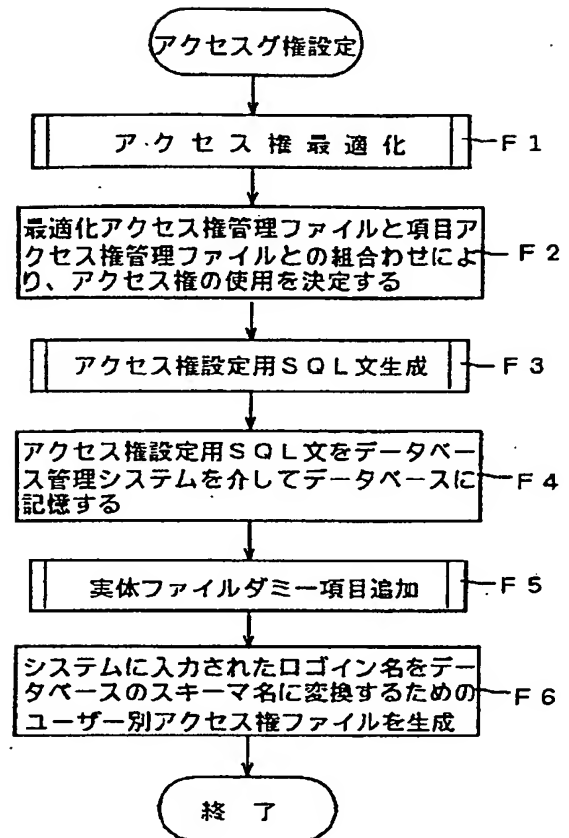 アクセスグ権設定
アクセス権最適化
F1
最適化アクセス権管理ファイルと項目ア
クセス権管理ファイルとの組合わせによ
り、アクセス権の使用を決定する
F2
アクセス権設定用SQL文生成
F3
アクセス権設定用SQL文をデータベー
ス管理システムを介してデータベースに
記憶する
F4
実体ファイルダミー項目追加
F5
システムに入力されたロゴイン名をデー
タベースのスキーマ名に変換するための
ユーザー別アクセス権ファイルを生成
F6
終了